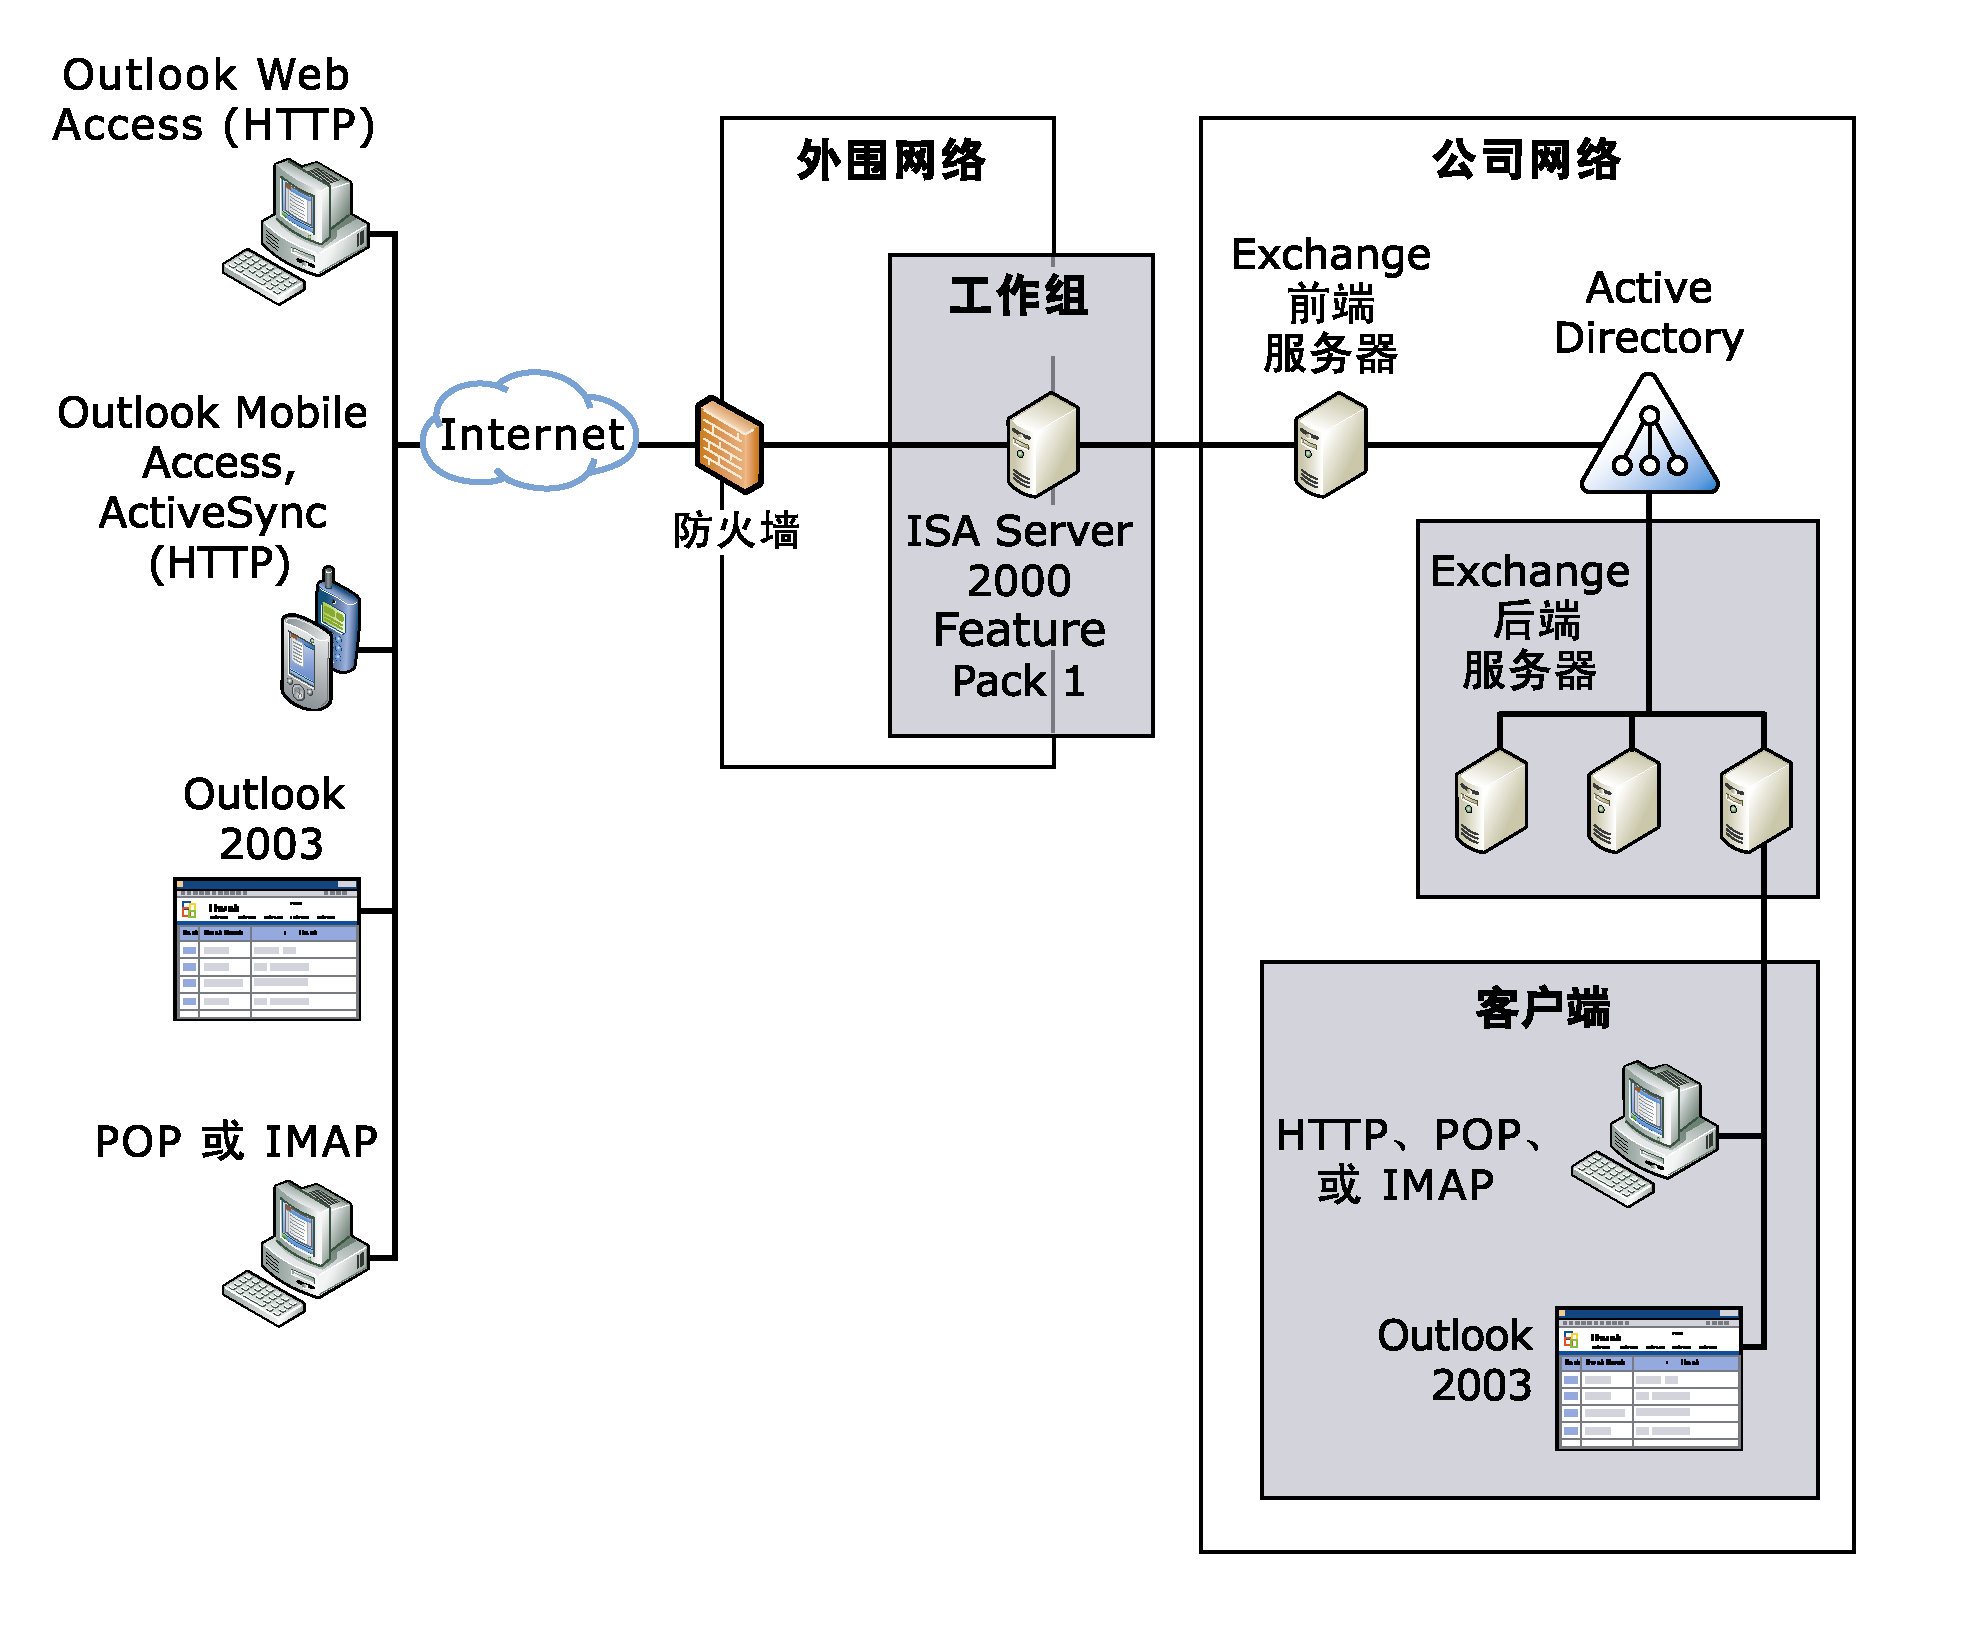 Outlook Web
Access (HTTP)
Outlook Mobile
Access,
ActiveSync
(HTTP)
Outlook
2003
POP 或 IMAP
Internet
外围网络
防火墙
工作组
ISA Server
2000
Feature
Pack 1
公司网络
Exchange
前端
服务器
Active
Directory
Exchange
后端
服务器
客户端
HTTP、POP、
或 IMAP
Outlook
2003